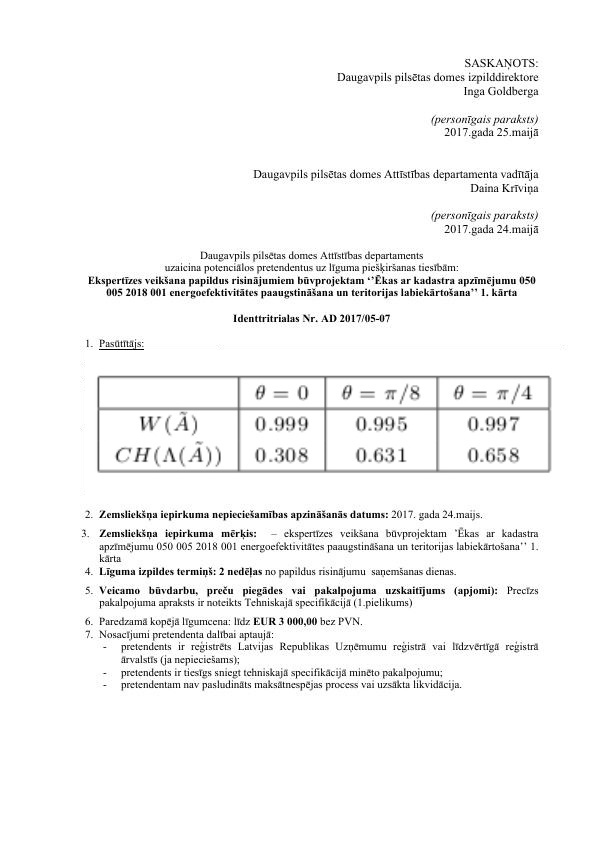 SASKAŅOTS:
Daugavpils pilsētas domes izpilddirektore
Inga Goldberga
(personīgais paraksts)
2017.gada 25.maijā
Daugavpils pilsētas domes Attīstības departamenta vadītāja
Daina Krīviņa
(personīgais paraksts)
2017.gada 24.maijā
Daugavpils pilsētas domes Attīstības departaments
uzaicina potenciālos pretendentus uz līguma piešķiršanas tiesībām:
Ekspertīzes veikšana papildus risinājumiem būvprojektam ‘’Ēkas ar kadastra apzīmējumu 050
005 2018 001 energoefektivitātes paaugstināšana un teritorijas labiekārtošana’’ 1. kārta
Identtritrialas Nr. AD 2017/05-07
1. Pasūtītājs:
θ = 0 θ = π/8 θ = π/4
W(Ã) 0.999 0.995 0.997
CH(Λ(Ã)) 0.308 0.631 0.658
2. Zemsliekšņa iepirkuma nepieciešamības apzināšanās datums: 2017. gada 24.maijs.
3. Zemsliekšņa iepirkuma mērķis: – ekspertīzes veikšana būvprojektam ’Ēkas ar kadastra
apzīmējumu 050 005 2018 001 energoefektivitātes paaugstināšana un teritorijas labiekārtošana’’ 1.
kārta
4. Līguma izpildes termiņš: 2 nedēļas no papildus risinājumu saņemšanas dienas.
5. Veicamo būvdarbu, preču piegādes vai pakalpojuma uzskaitījums (apjomi): Precīzs
pakalpojuma apraksts ir noteikts Tehniskajā specifikācijā (1.pielikums)
6. Paredzamā kopējā līgumcena: līdz EUR 3 000,00 bez PVN.
7. Nosacījumi pretendenta dalībai aptaujā:
- pretendents ir reģistrēts Latvijas Republikas Uzņēmumu reģistrā vai līdzvērtīgā reģistrā
ārvalstīs (ja nepieciešams);
- pretendents ir tiesīgs sniegt tehniskajā specifikācijā minēto pakalpojumu;
- pretendentam nav pasludināts maksātnespējas process vai uzsākta likvidācija.